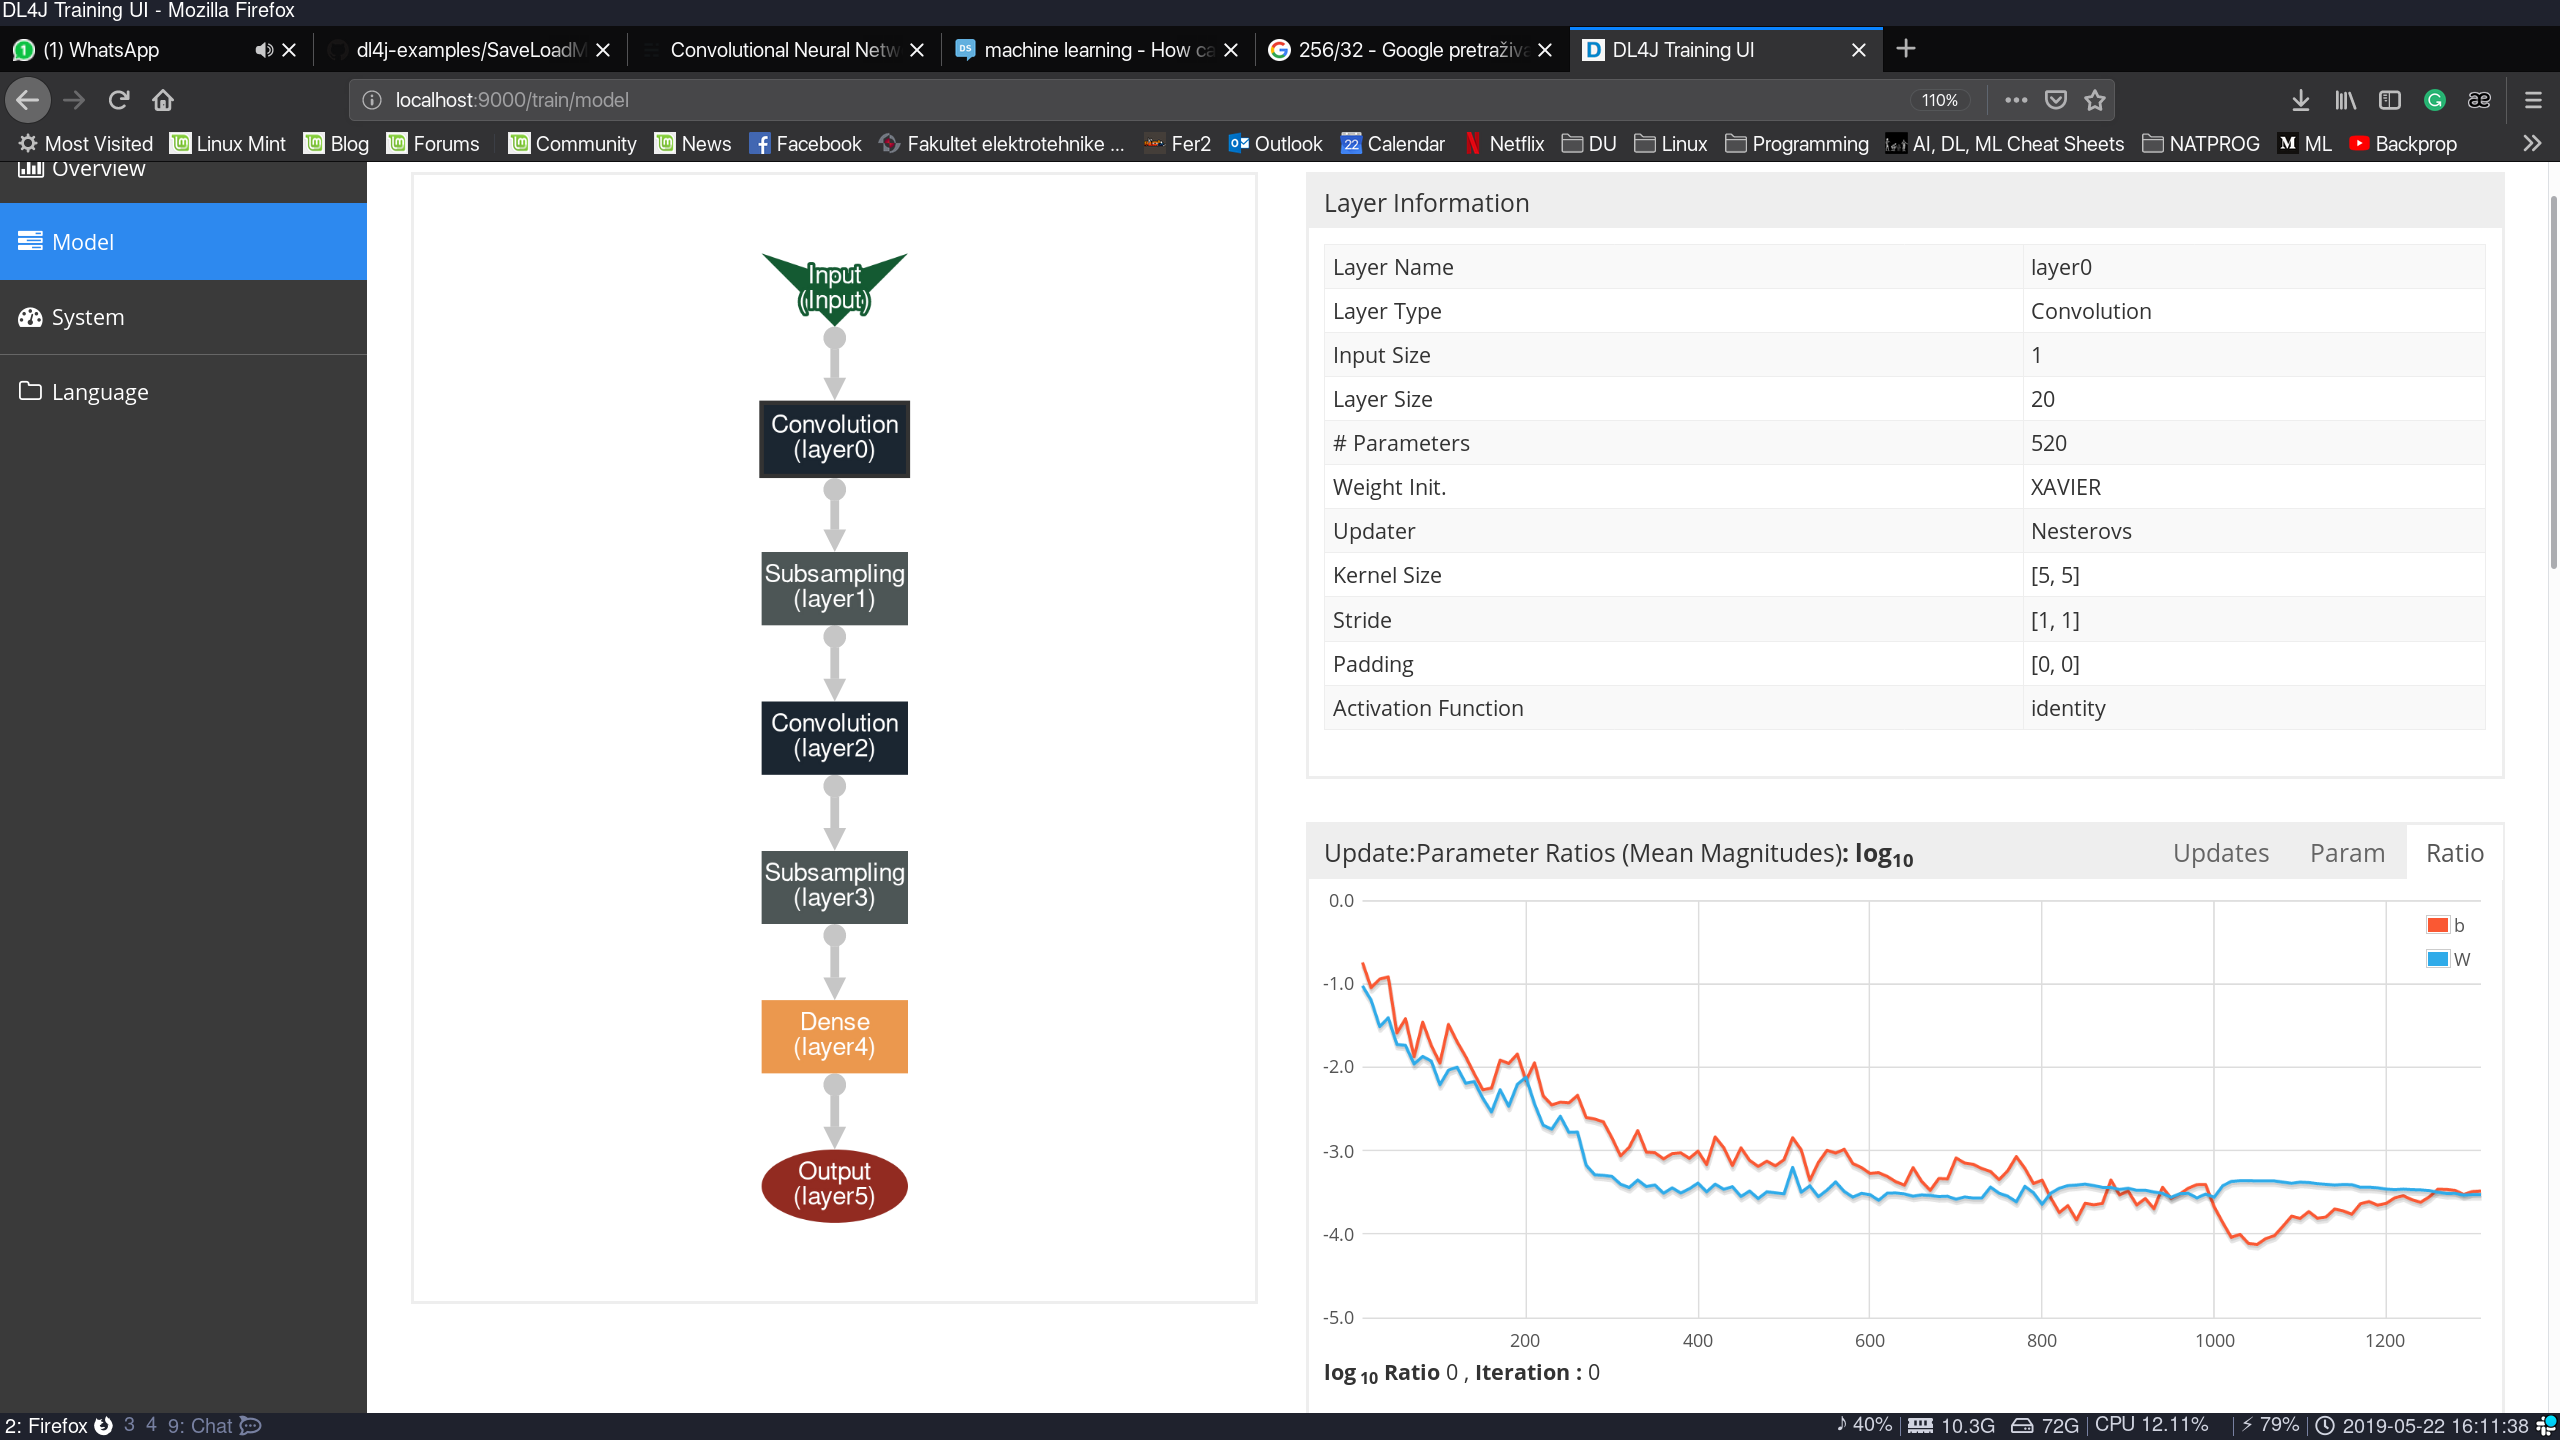 DL4J Training UI - Mozilla Firefox
(1) WhatsApp
dl4j-examples/SaveLoadM
Convolutional Neural Netw
machine learning - How ca
256/32 - Google pretraživa
DL4J Training UI
localhost:9000/train/model
110%
Most Visited
Linux Mint
Blog
Forums
Community
News
Facebook
Fakultet elektrotehnike ...
Fer2
Outlook
Calendar
Netflix
DU
Linux
Programming
AI, DL, ML Cheat Sheets
NATPROG
ML
Backprop
Overview
Model
System
Language
Input
(Input)
Convolution
(layer0)
Subsampling
(layer1)
Convolution
(layer2)
Subsampling
(layer3)
Dense
(layer4)
Output
(layer5)
Layer Information
Layer Name layer0
Layer Type Convolution
Input Size 1
Layer Size 20
# Parameters 520
Weight Init. XAVIER
Updater Nesterovs
Kernel Size [5, 5]
Stride [1, 1]
Padding [0, 0]
Activation Function identity
Update:Parameter Ratios (Mean Magnitudes): log10
Updates Param Ratio
0.0
-1.0
-2.0
-3.0
-4.0
-5.0
b
W
200 400 600 800 1000 1200
log 10 Ratio 0 , Iteration : 0
2: Firefox 3 4 9: Chat
40% 10.3G 72G CPU 12.11% 79% 2019-05-22 16:11:38